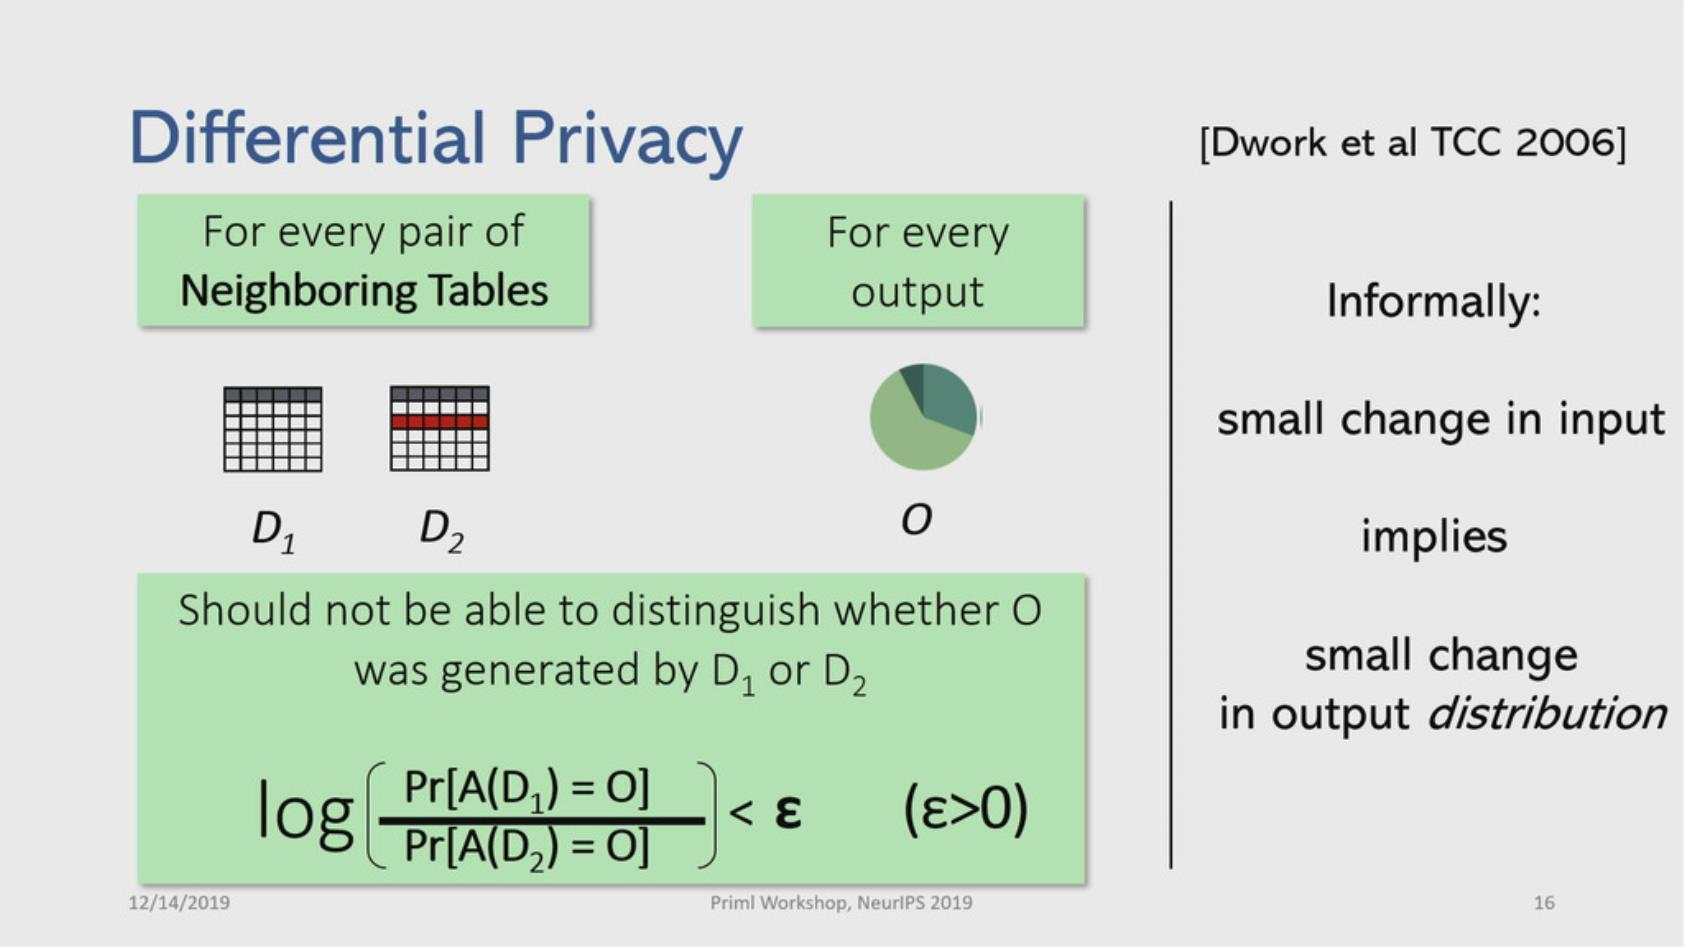 Differential Privacy
[Dwork et al TCC 2006]
For every pair of
Neighboring Tables
For every
output
D₁
D₂
O
Should not be able to distinguish whether O
was generated by D₁ or D₂
log ( Pr[A(D₁) = O]
Pr[A(D₂) = O] ) < ε (ε>0)
Informally:
small change in input
implies
small change
in output distribution
12/14/2019
Priml Workshop, NeurIPS 2019
16